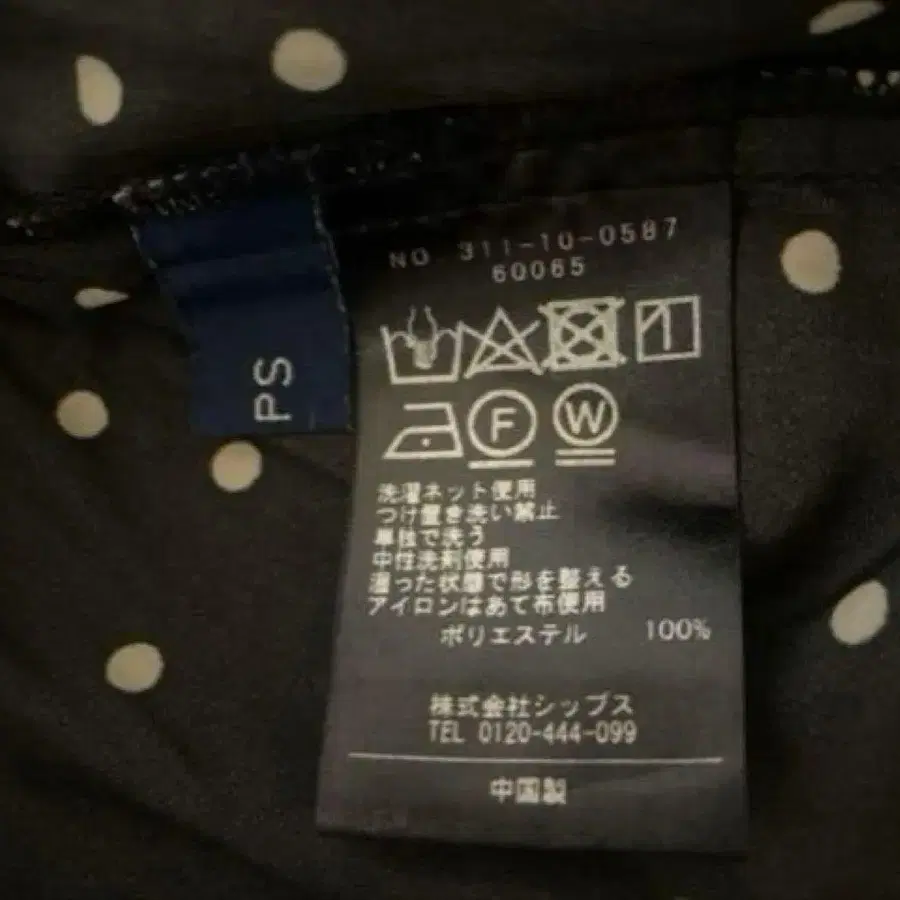 PS
NO 311-10-0587
60065
F W
洗濯ネット使用
つけ置き洗い禁止
単独で洗う
中性洗剤使用
湿った状態で形を整える
アイロンはあて布使用
ポリエステル 100%
株式会社シップス
TEL 0120-444-099
中国製